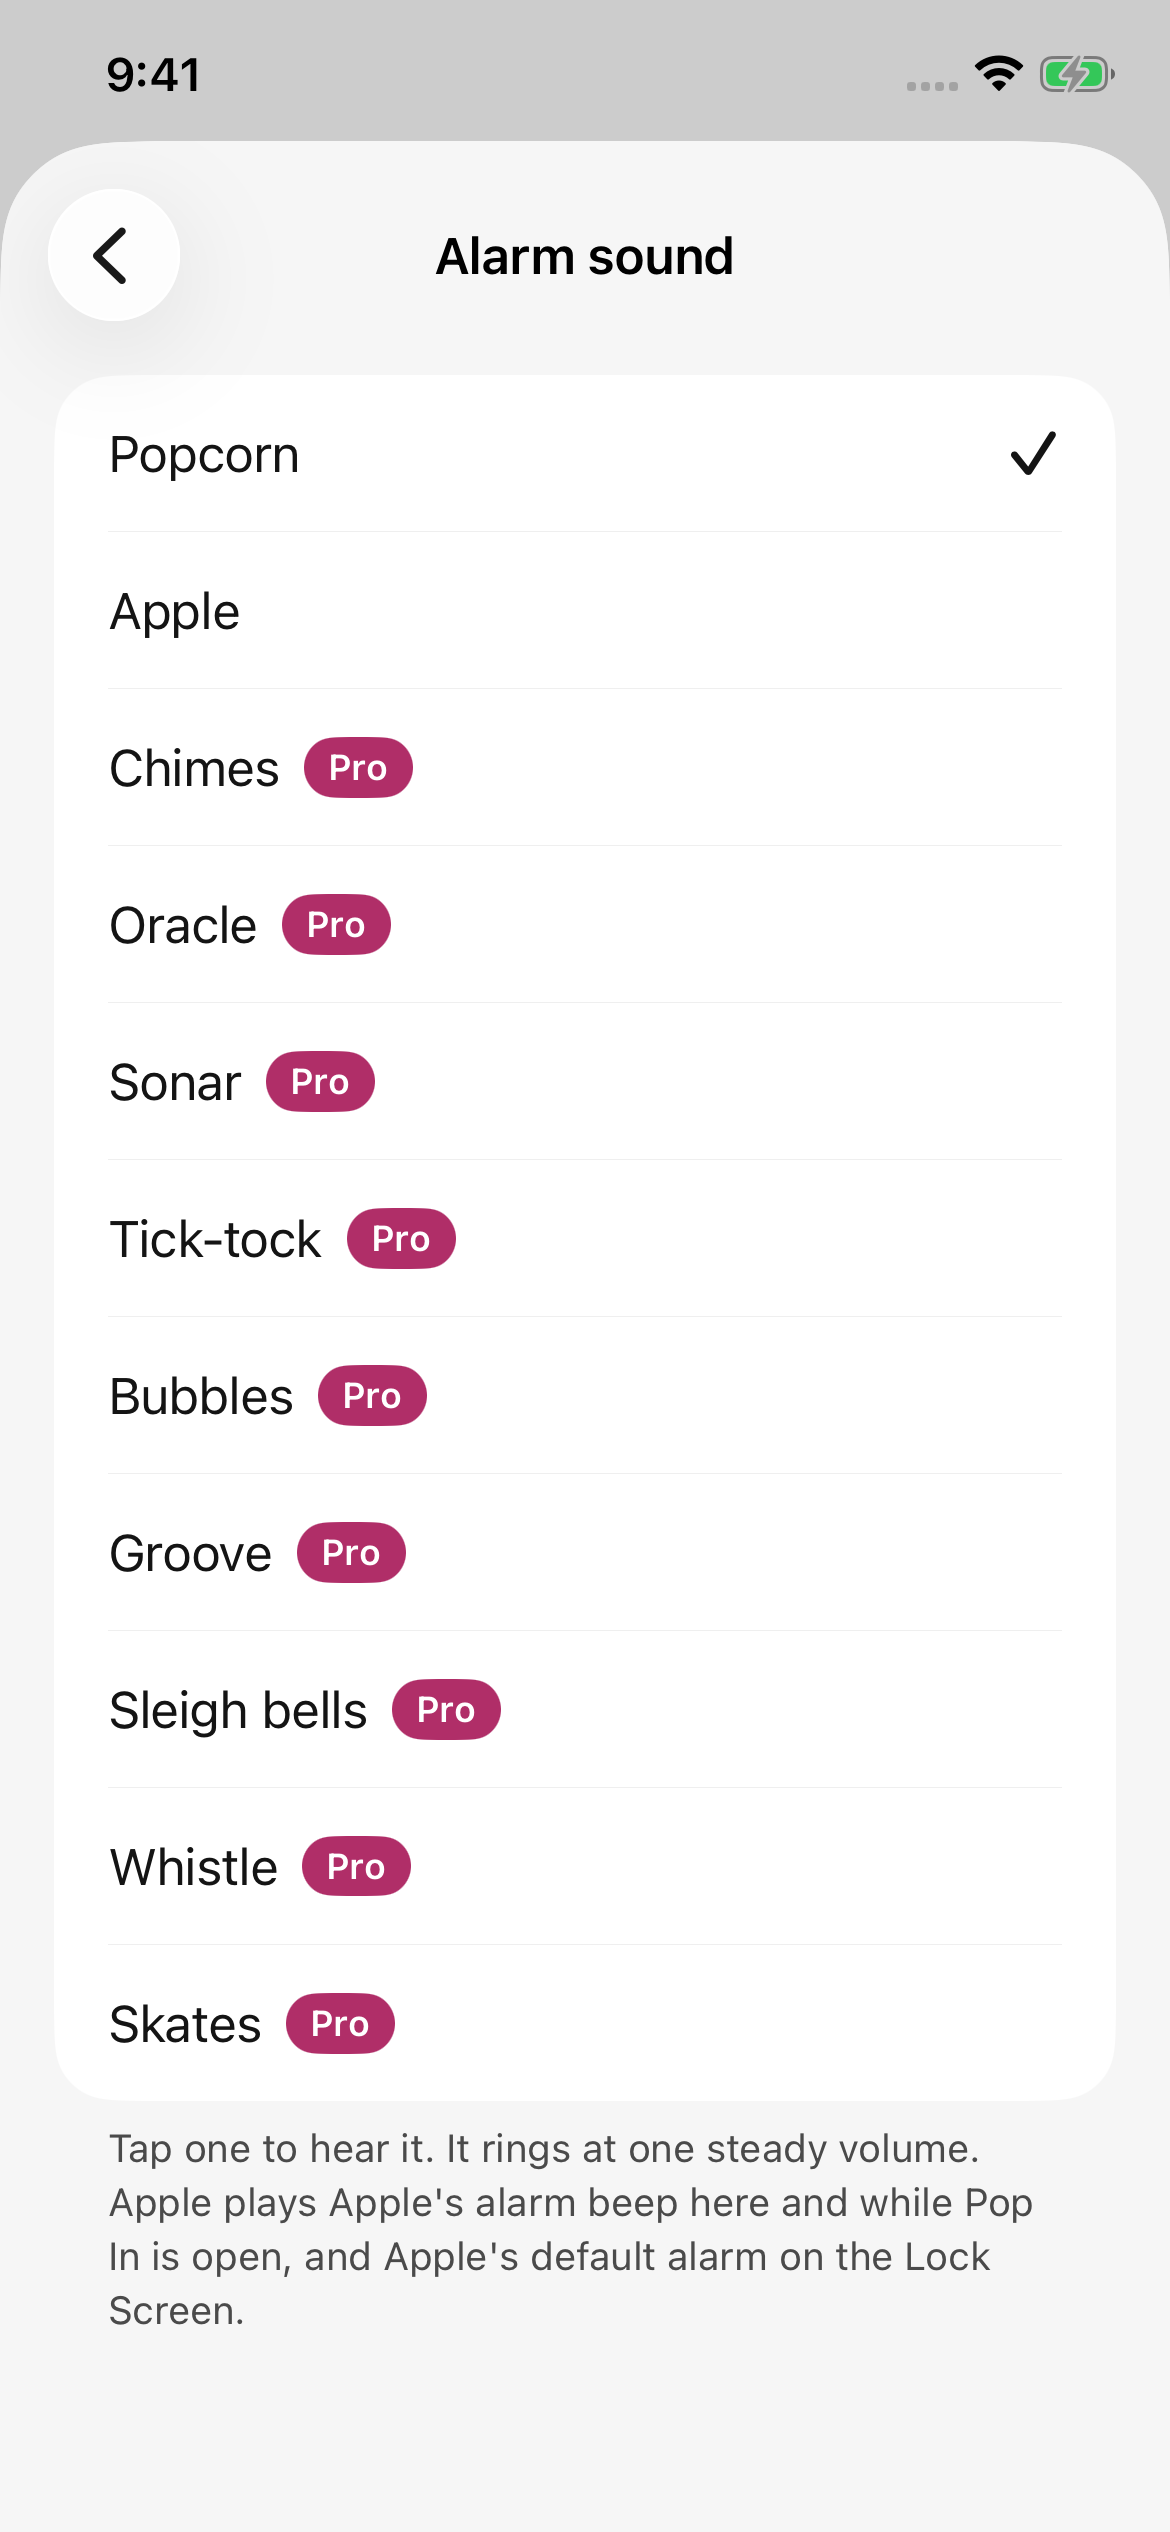 9:41
Alarm sound
Popcorn
Apple
Chimes Pro
Oracle Pro
Sonar Pro
Tick-tock Pro
Bubbles Pro
Groove Pro
Sleigh bells Pro
Whistle Pro
Skates Pro
Tap one to hear it. It rings at one steady volume.
Apple plays Apple's alarm beep here and while Pop
In is open, and Apple's default alarm on the Lock
Screen.